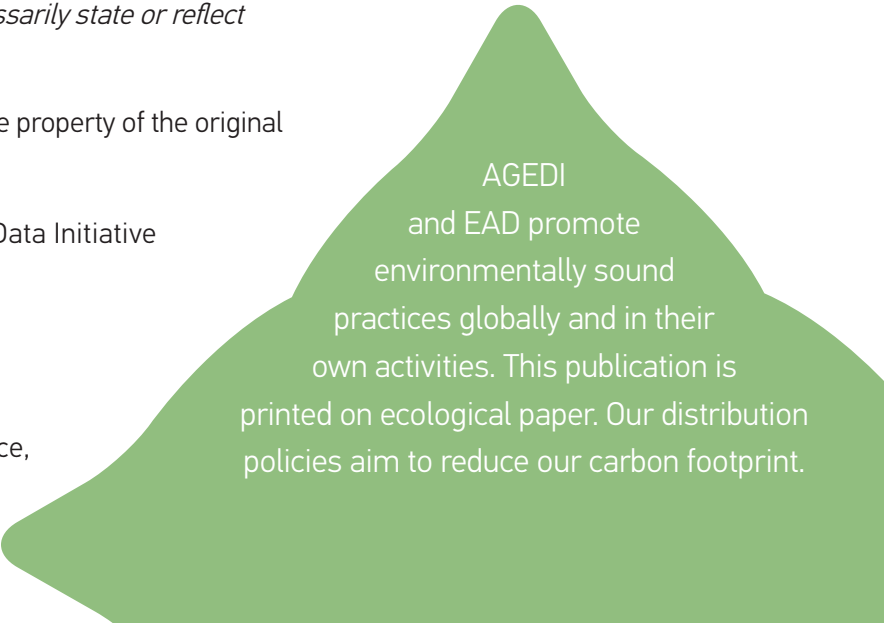 ssarily state or reflect
e property of the original
Data Initiative
ce,
AGEDI
and EAD promote
environmentally sound
practices globally and in their
own activities. This publication is
printed on ecological paper. Our distribution
policies aim to reduce our carbon footprint.